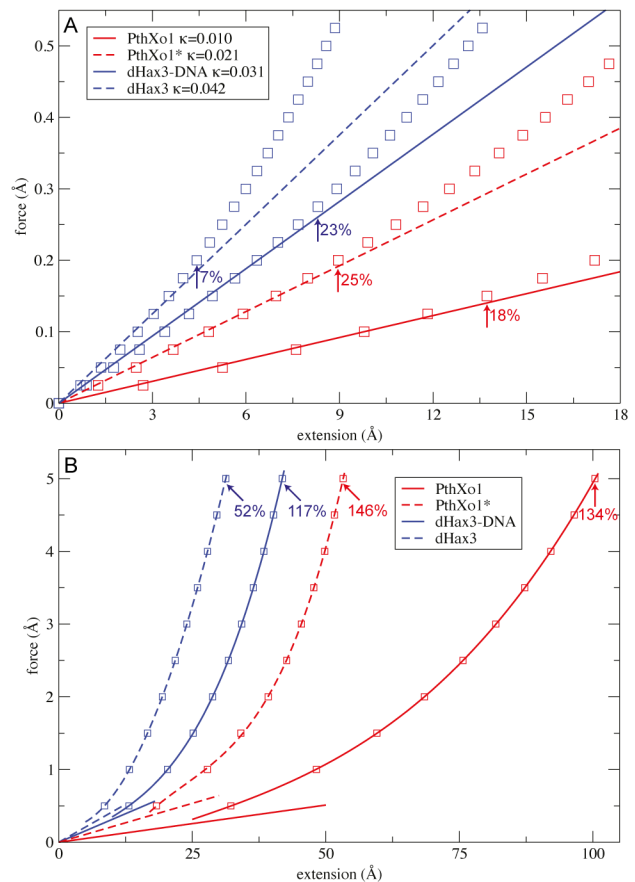 A
PthXo1 κ=0.010
PthXo1* κ=0.021
dHax3-DNA κ=0.031
dHax3 κ=0.042
0.5
0.4
0.3
0.2
0.1
0
force (Å)
7%
23%
25%
18%
0 3 6 9 12 15 18
extension (Å)
B
PthXo1
PthXo1*
dHax3-DNA
dHax3
5
4
3
2
1
0
force (Å)
52%
117%
146%
134%
0 25 50 75 100
extension (Å)